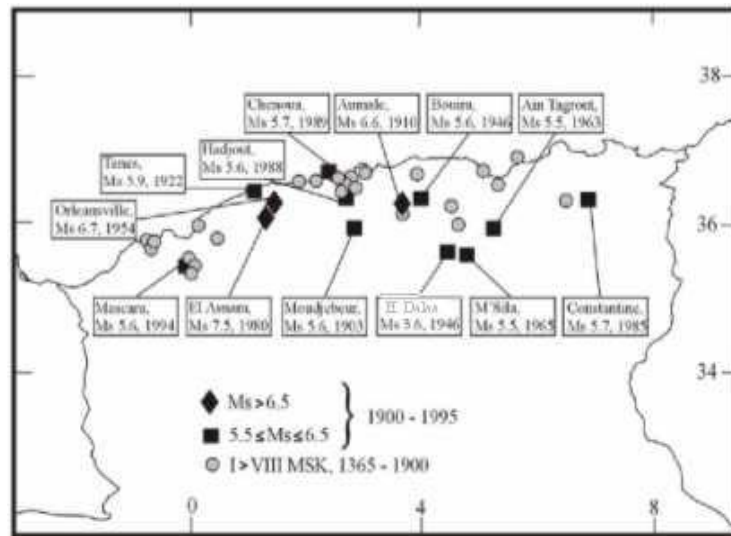 38
Chenoua,
Ms 5.7, 1989
Aumale,
Ms 6.6, 1910
Bouira,
Ms 5.6, 1946
Ain Tagrout,
Ms 5.5, 1963
Hadjout,
Ms 5.6, 1988
Tenes,
Ms 5.9, 1922
Orleansville,
Ms 6.7, 1954
36
Mascara,
Ms 5.6, 1994
El Asnam,
Ms 7.5, 1980
Moudjebeur,
Ms 5.6, 1903
Ms 5.6, 1946
M'Sila,
Ms 5.5, 1965
Constantine,
Ms 5.7, 1985
34
Ms>6.5
5.5≤Ms≤6.5
1900 - 1995
I>VIII MSK, 1365 - 1900
0
4
8